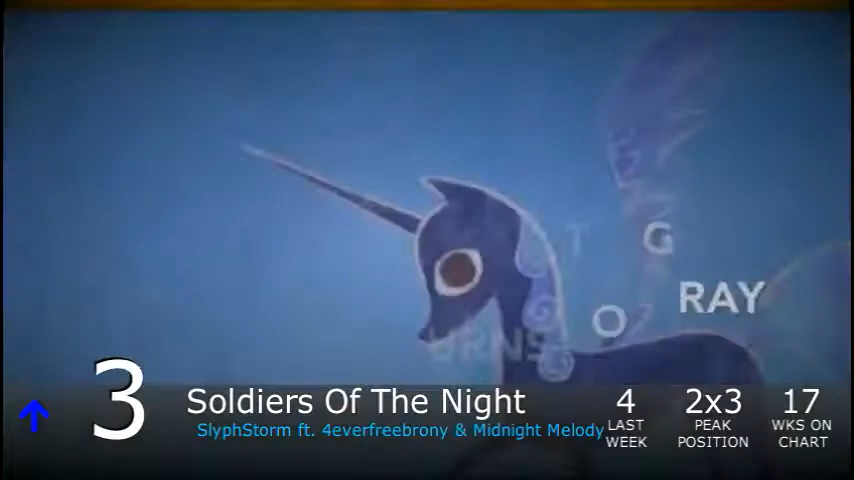 T G
RAY
O
3
Soldiers Of The Night
SlyphStorm ft. 4everfreebrony & Midnight Melody
4
LAST
WEEK
2x3
PEAK
POSITION
17
WKS ON
CHART